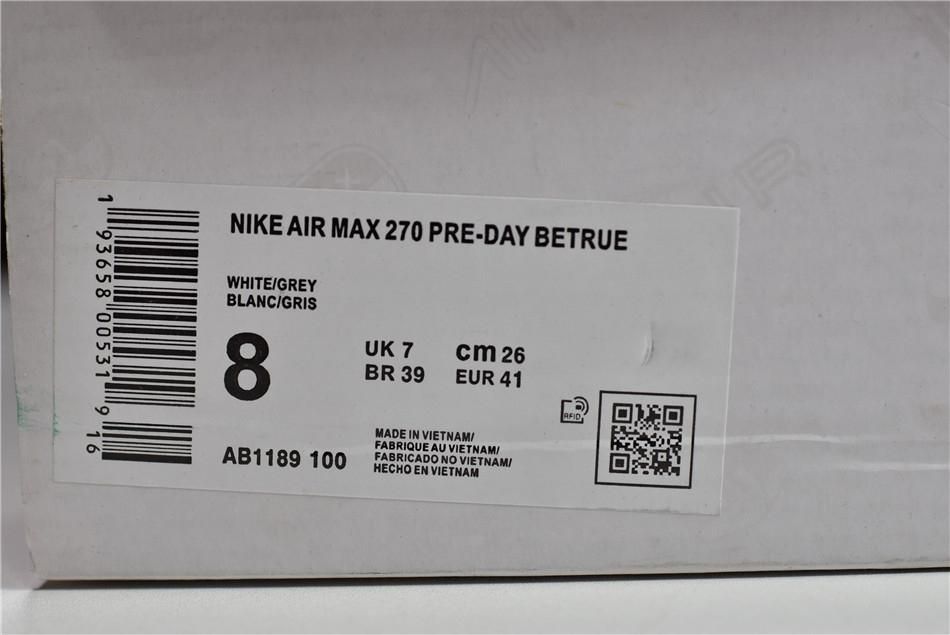 NIKE AIR MAX 270 PRE-DAY BETRUE
WHITE/GREY
BLANC/GRIS
8
UK 7 cm 26
BR 39 EUR 41
AB1189 100
MADE IN VIETNAM/
FABRIQUE AU VIETNAM/
FABRICADO NO VIETNAM/
HECHO EN VIETNAM
RFID
1 93658 00531 9 16
AIR